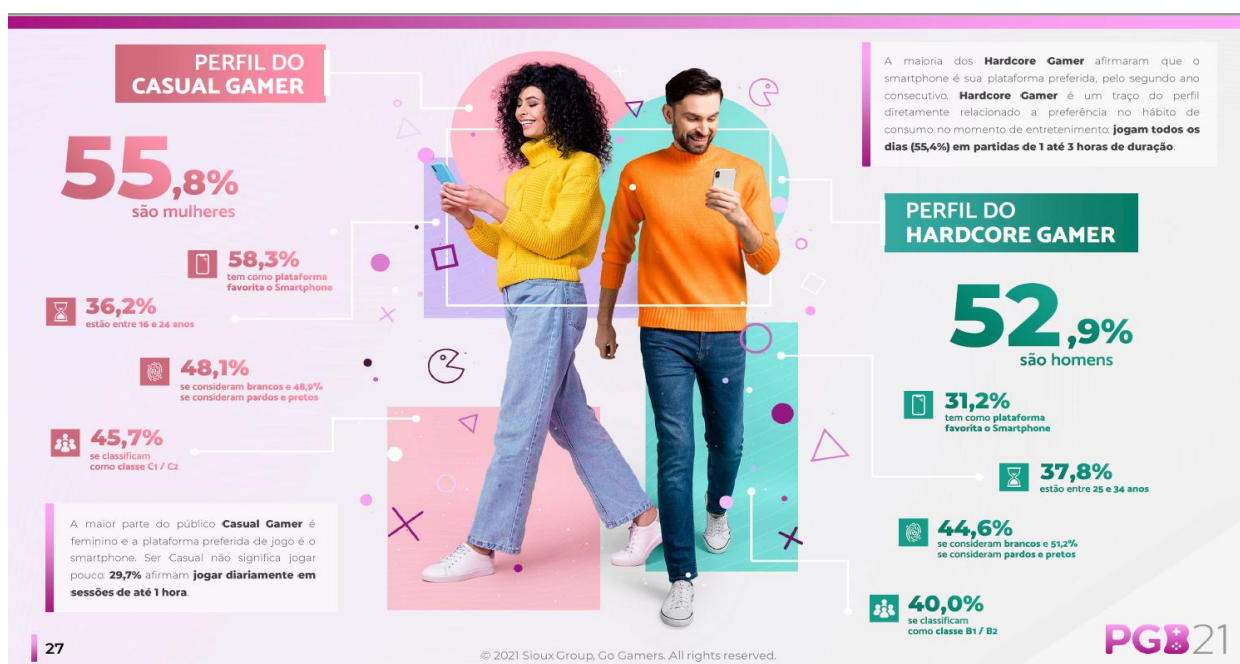 PERFIL DO
CASUAL GAMER
55,8%
são mulheres
58,3%
tem como plataforma
favorita o Smartphone
36,2%
estão entre 16 e 24 anos
48,1%
se consideram brancos e 48,9%
se consideram pardos e pretos
45,7%
se classificam
como classe C1 / C2
A maior parte do público Casual Gamer é
feminino e a plataforma preferida de jogo é o
smartphone. Ser Casual não significa jogar
pouco: 29,7% afirmam jogar diariamente em
sessões de até 1 hora.
A maioria dos Hardcore Gamer afirmaram que o
smartphone é sua plataforma preferida, pelo segundo ano
consecutivo. Hardcore Gamer é um traço do perfil
diretamente relacionado a preferência no hábito de
consumo no momento de entretenimento: jogam todos os
dias (55,4%) em partidas de 1 até 3 horas de duração.
PERFIL DO
HARDCORE GAMER
52,9%
são homens
31,2%
tem como plataforma
favorita o Smartphone
37,8%
estão entre 25 e 34 anos
44,6%
se consideram brancos e 51,2%
se consideram pardos e pretos
40,0%
se classificam
como classe B1 / B2
27
© 2021 Sioux Group, Go Gamers. All rights reserved.
PGB21